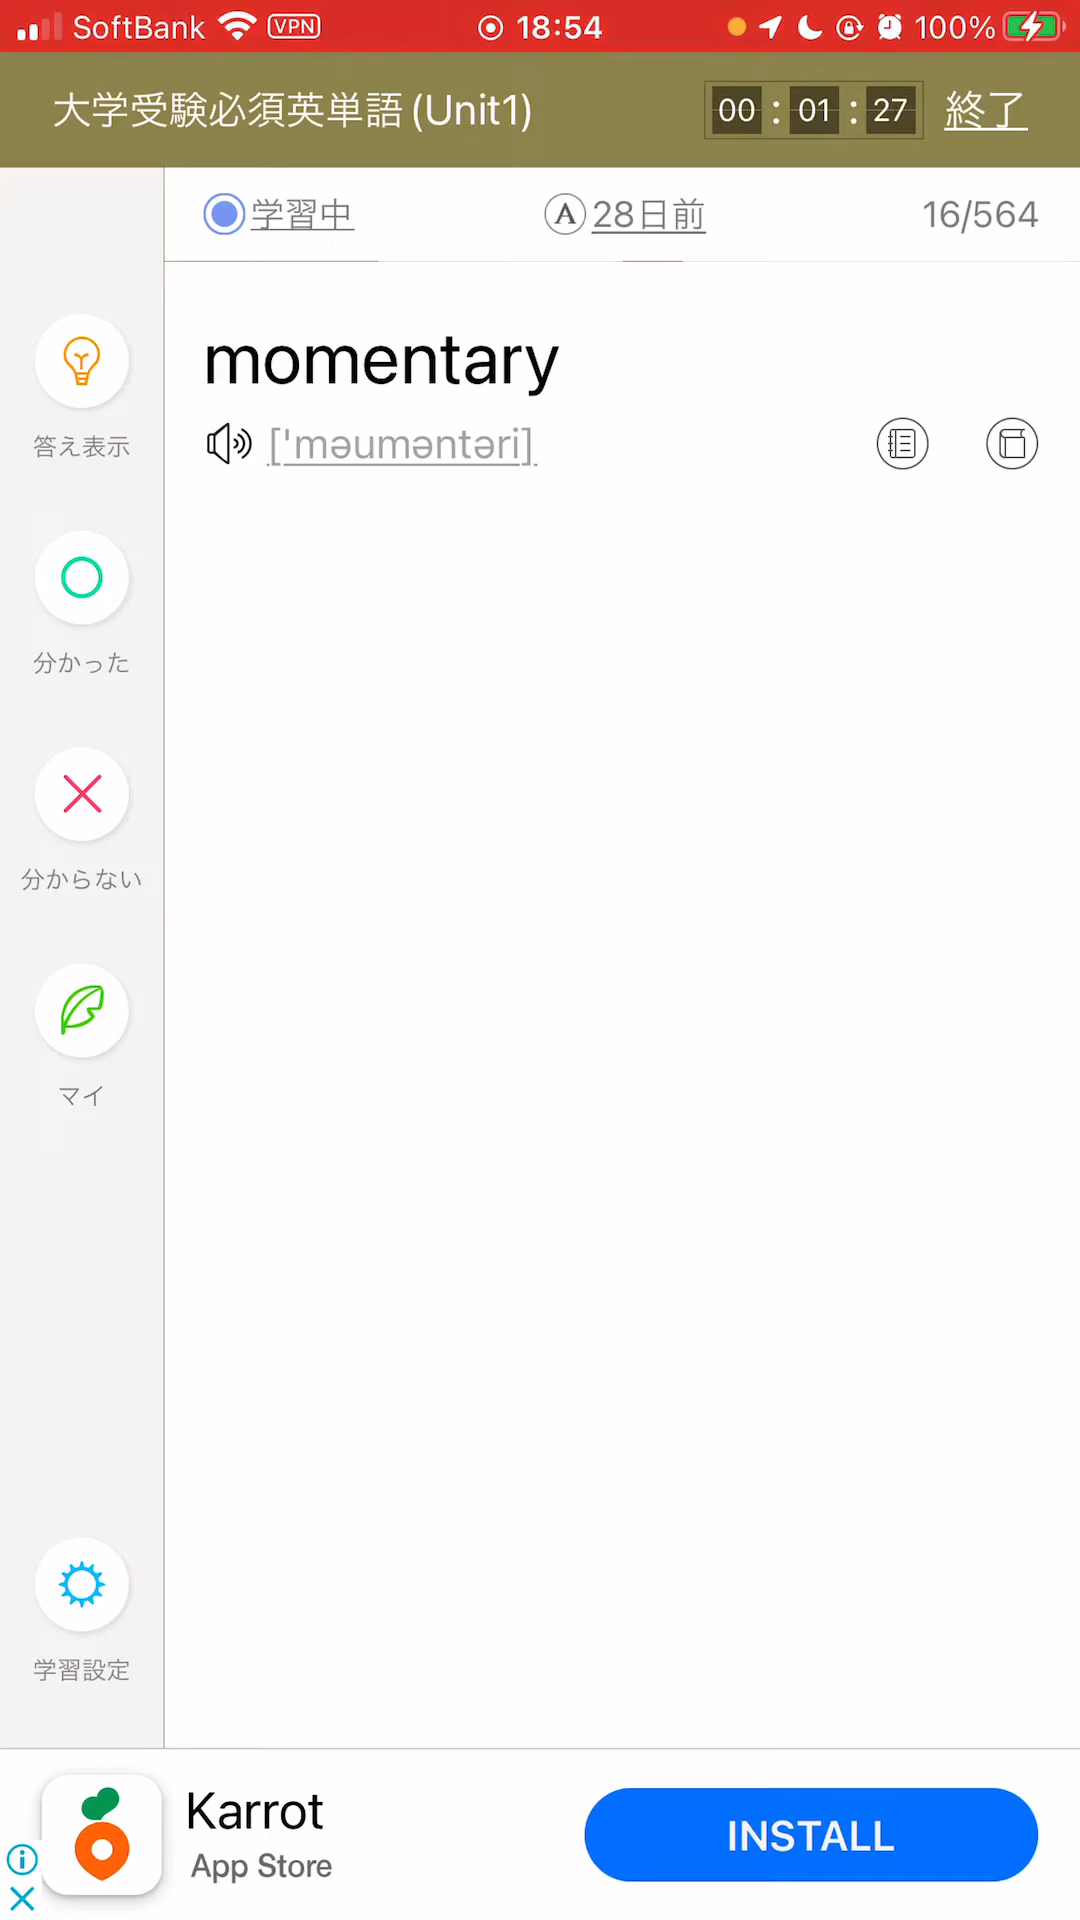 SoftBank VPN 18:54 100%
大学受験必須英単語(Unit1) 00:01:27 終了
学習中 A 28日前 16/564
momentary
['məuməntəri]
答え表示
分かった
分からない
マイ
学習設定
Karrot
App Store
INSTALL